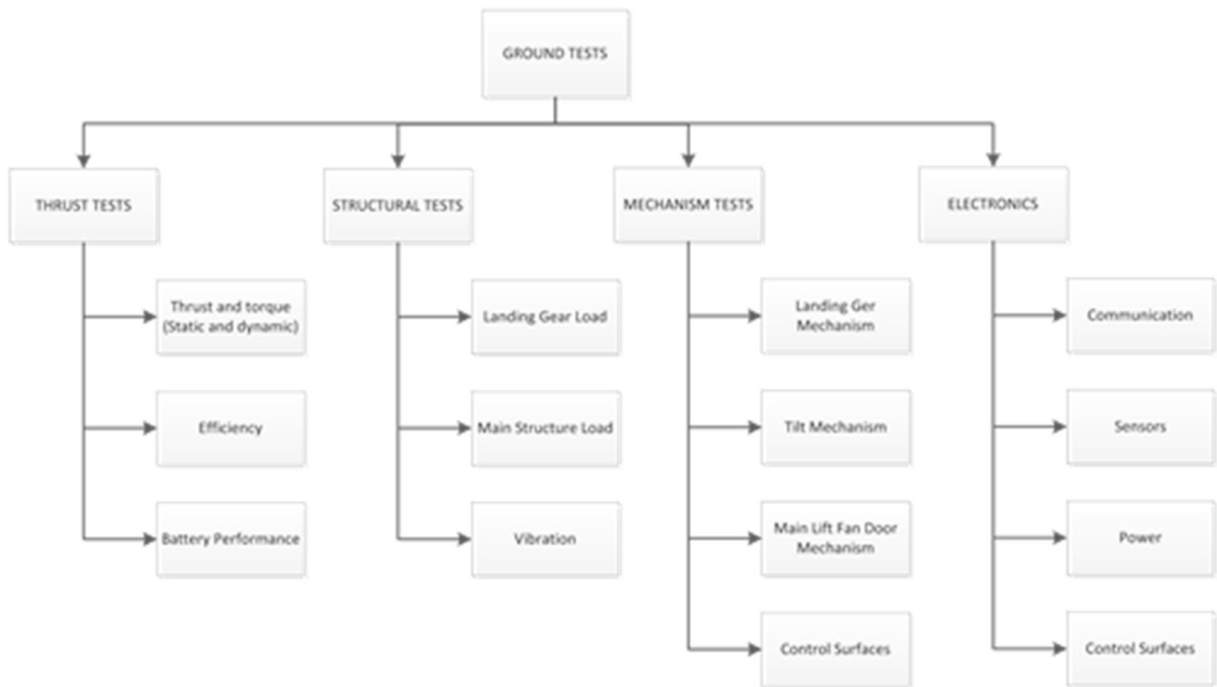 GROUND TESTS
THRUST TESTS
STRUCTURAL TESTS
MECHANISM TESTS
ELECTRONICS
Thrust and torque
(Static and dynamic)
Landing Gear Load
Landing Ger
Mechanism
Communication
Efficiency
Main Structure Load
Tilt Mechanism
Sensors
Battery Performance
Vibration
Main Lift Fan Door
Mechanism
Power
Control Surfaces
Control Surfaces